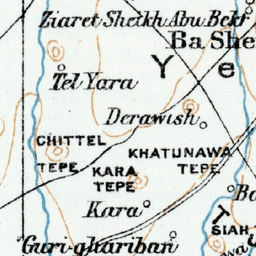 Ziaret Sheikh Abu Bekr
Ba She
Y e
Tel Yara
Derawish
CHITTEL
TEPE
KHATUNAWA
TEPE
KARA
TEPE
Kara
SIAH
Guri-ghariban